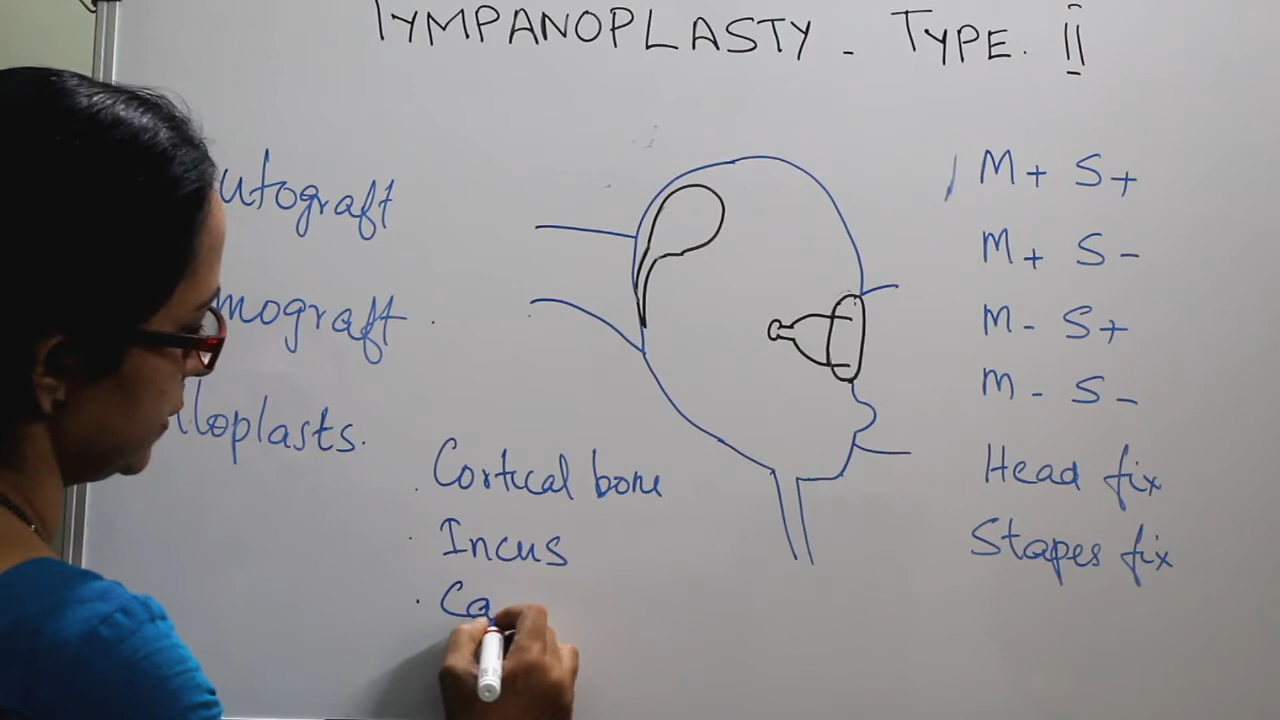 TYMPANOPLASTY - TYPE. ii
utograft
mograft.
lloplasts.
. Cortical bone
. Incus
. Ca
M+ S+
M+ S-
M- S+
M- S-
Head fix
Stapes fix